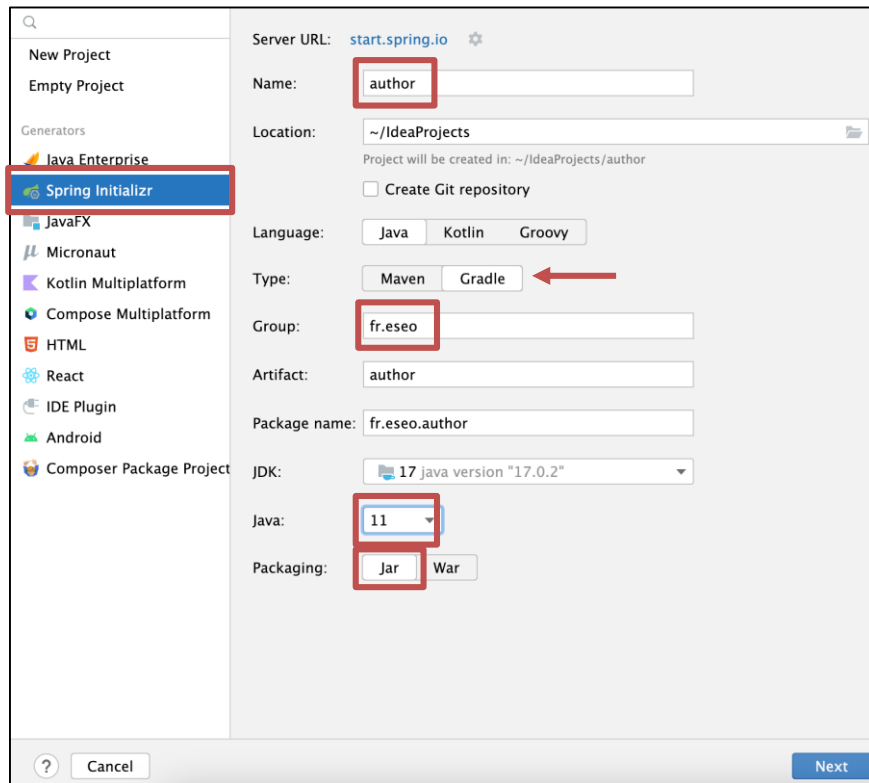 New Project
Empty Project
Generators
Java Enterprise
Spring Initializr
JavaFX
Micronaut
Kotlin Multiplatform
Compose Multiplatform
HTML
React
IDE Plugin
Android
Composer Package Project
Server URL: start.spring.io
Name: author
Location: ~/IdeaProjects
Project will be created in: ~/IdeaProjects/author
Create Git repository
Language: Java Kotlin Groovy
Type: Maven Gradle
Group: fr.eseo
Artifact: author
Package name: fr.eseo.author
JDK: 17 java version "17.0.2"
Java: 11
Packaging: Jar War
? Cancel Next